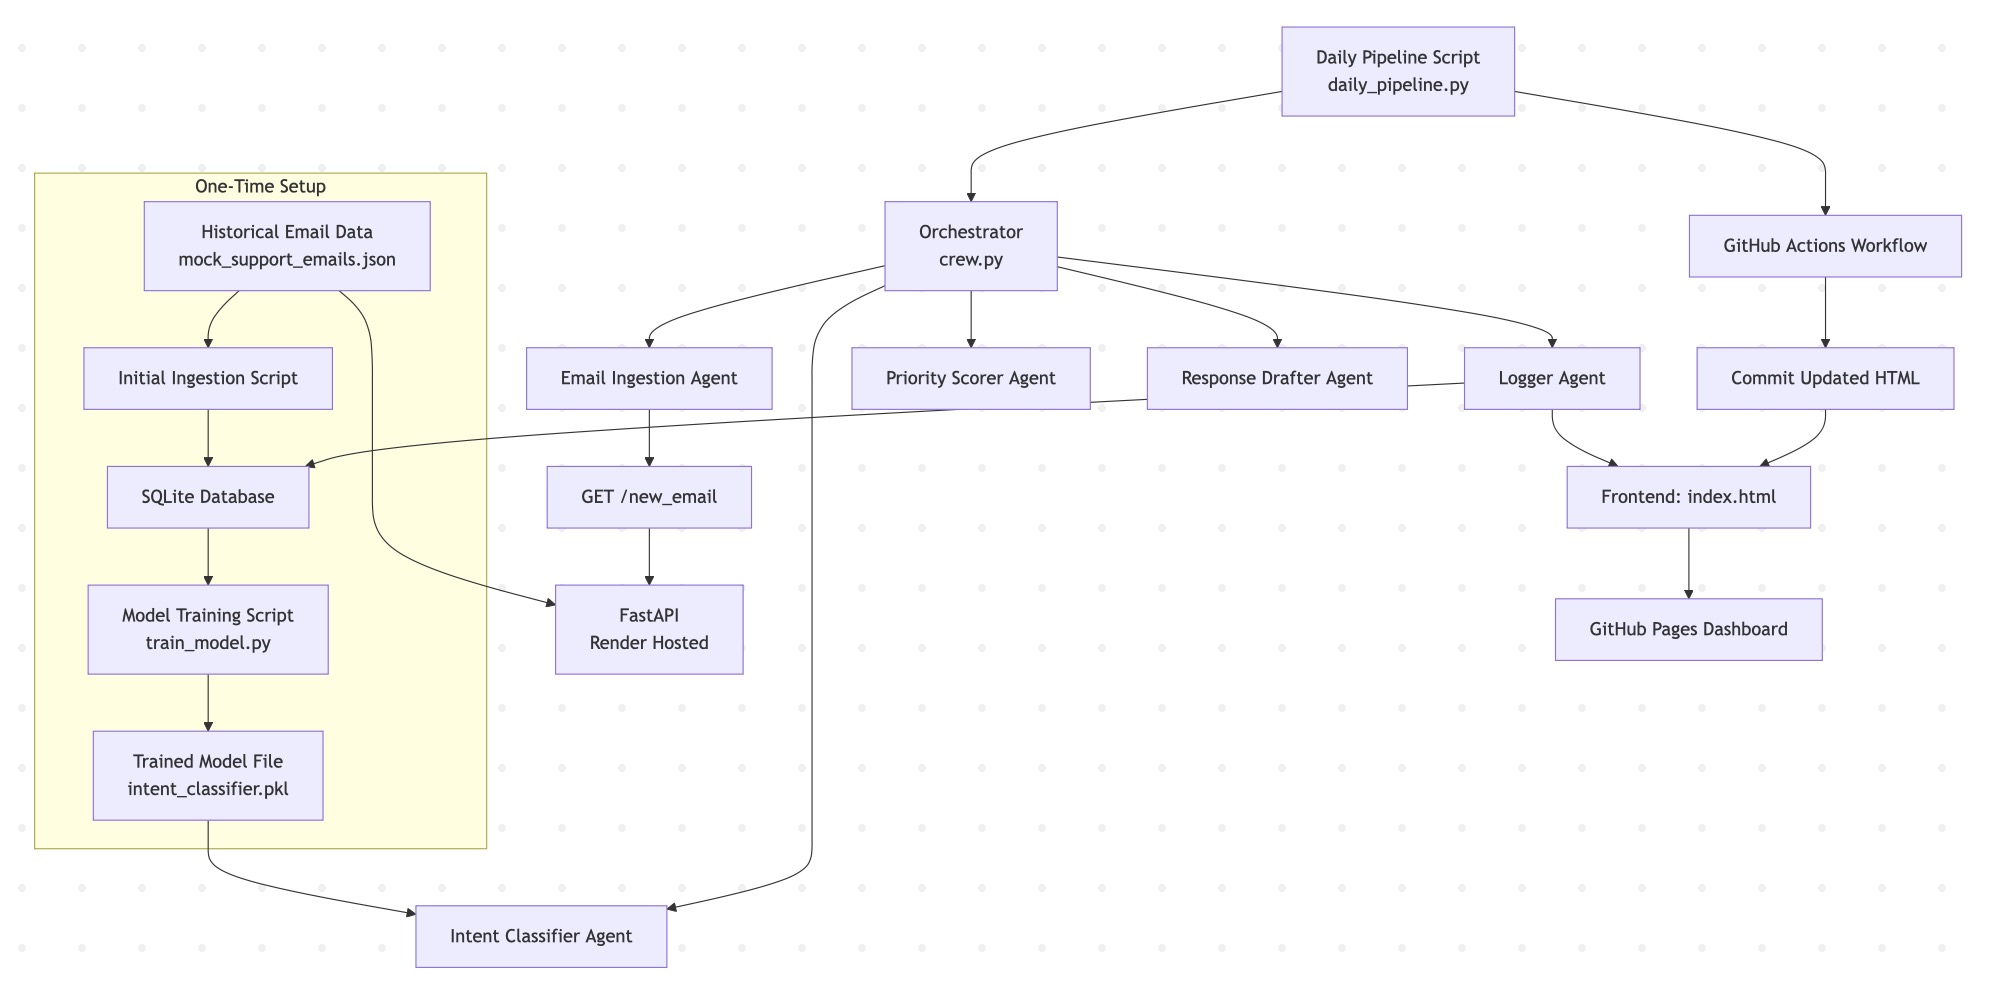 Daily Pipeline Script
daily_pipeline.py
One-Time Setup
Historical Email Data
mock_support_emails.json
Orchestrator
crew.py
GitHub Actions Workflow
Initial Ingestion Script
Email Ingestion Agent
Priority Scorer Agent
Response Drafter Agent
Logger Agent
Commit Updated HTML
SQLite Database
GET /new_email
Frontend: index.html
Model Training Script
train_model.py
FastAPI
Render Hosted
GitHub Pages Dashboard
Trained Model File
intent_classifier.pkl
Intent Classifier Agent